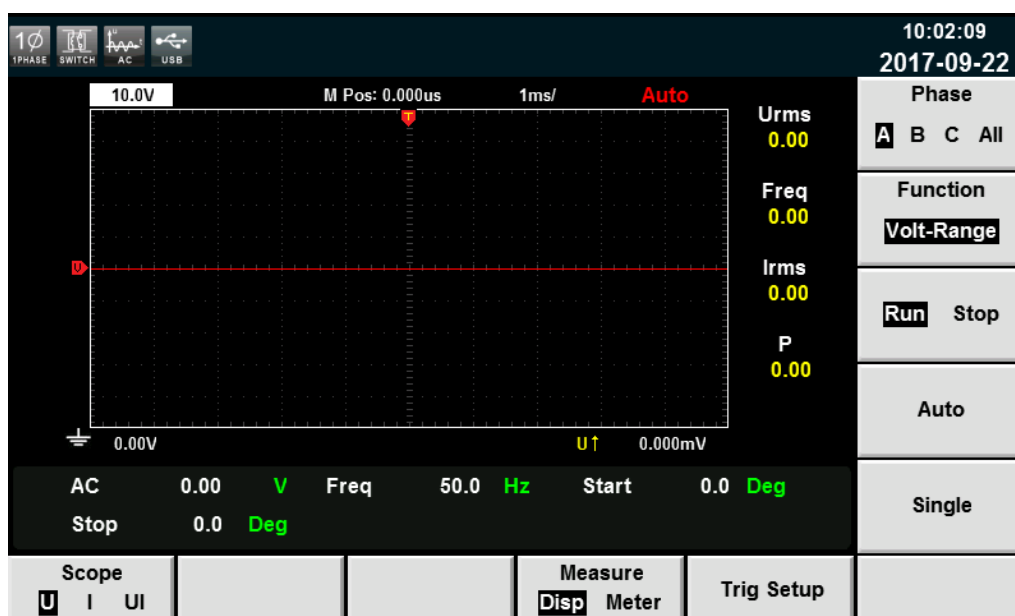 1Ø
1PHASE SWITCH AC USB
10:02:09
2017-09-22
10.0V M Pos: 0.000us 1ms/ Auto
T
U
Urms
0.00
Freq
0.00
Irms
0.00
P
0.00
0.00V U↑ 0.000mV
AC 0.00 V Freq 50.0 Hz Start 0.0 Deg
Stop 0.0 Deg
Phase
A B C All
Function
Volt-Range
Run Stop
Auto
Single
Scope
U I UI
Measure
Disp Meter
Trig Setup